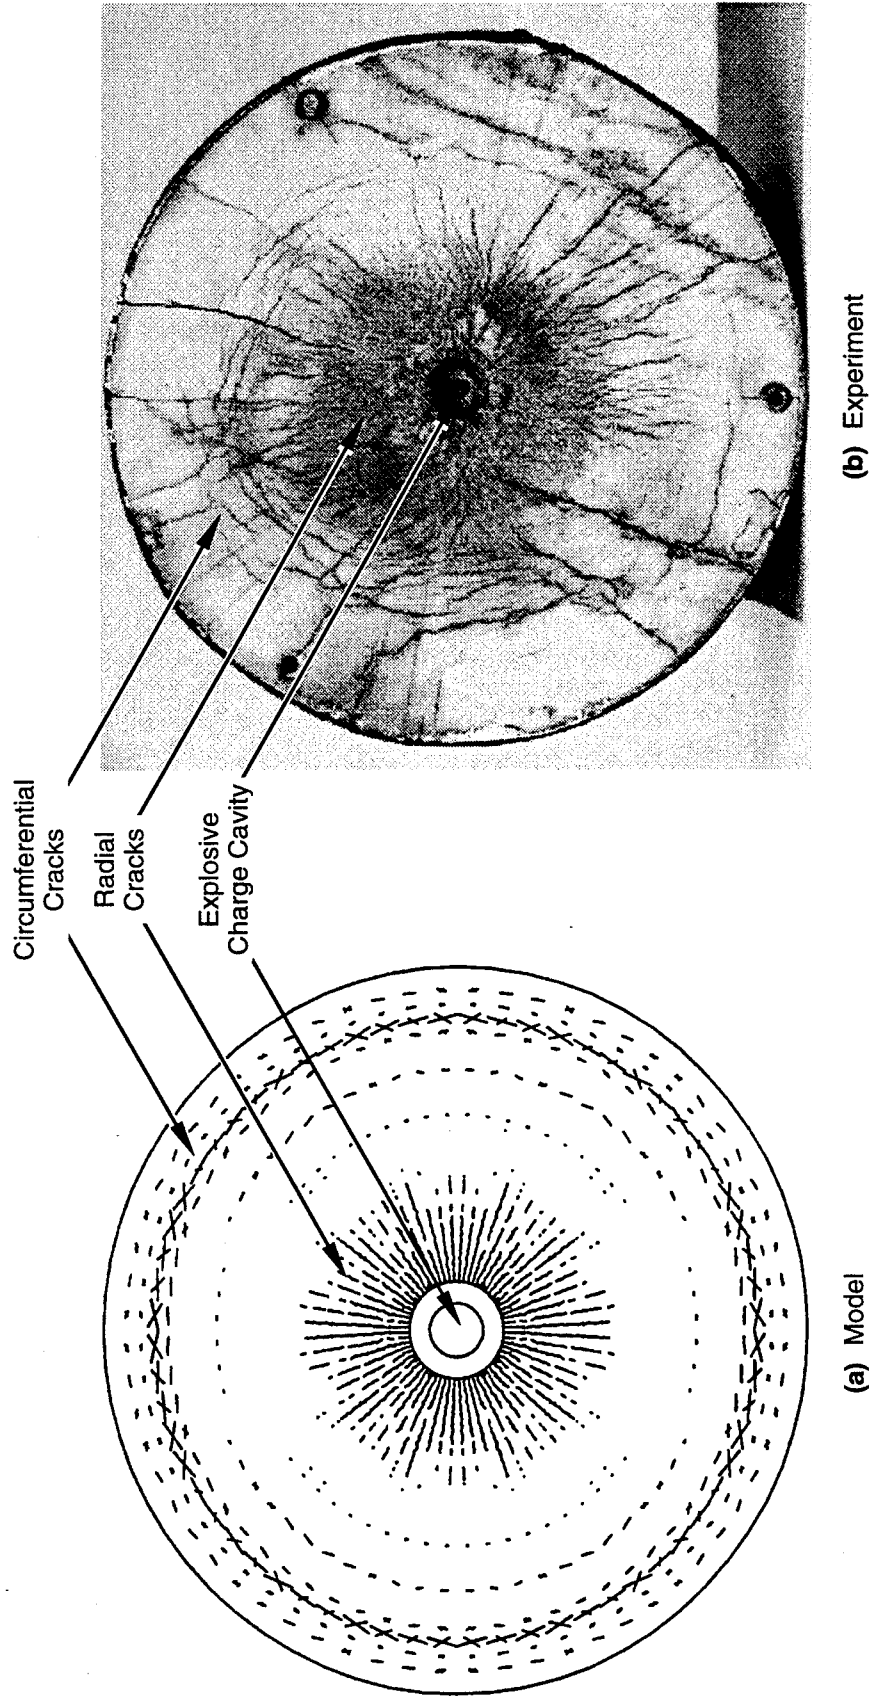 Circumferential
Cracks
Radial
Cracks
Explosive
Charge Cavity
(a) Model
(b) Experiment